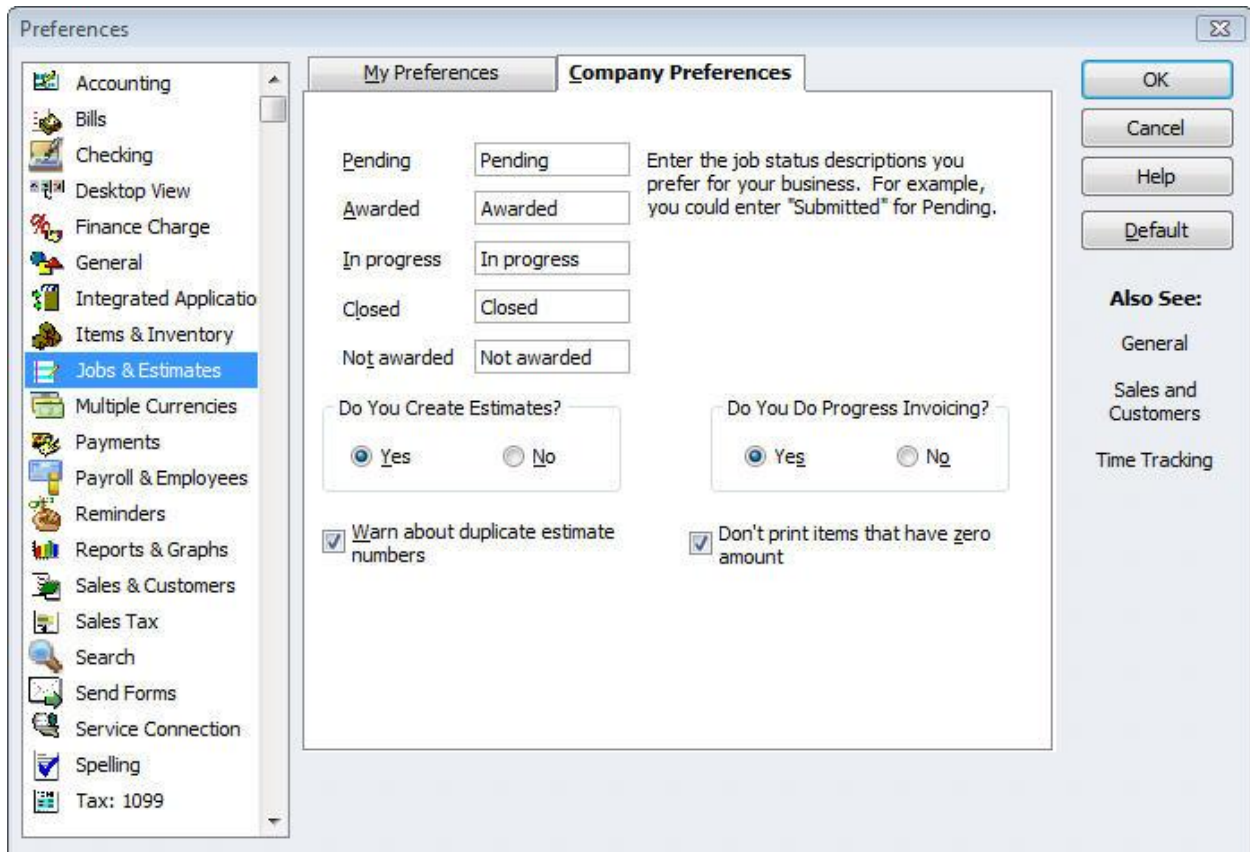 Preferences
Accounting
Bills
Checking
Desktop View
Finance Charge
General
Integrated Applicatio
Items & Inventory
Jobs & Estimates
Multiple Currencies
Payments
Payroll & Employees
Reminders
Reports & Graphs
Sales & Customers
Sales Tax
Search
Send Forms
Service Connection
Spelling
Tax: 1099
My Preferences
Company Preferences
Pending
Pending
Awarded
Awarded
In progress
In progress
Closed
Closed
Not awarded
Not awarded
Enter the job status descriptions you
prefer for your business. For example,
you could enter "Submitted" for Pending.
Do You Create Estimates?
Yes
No
Do You Do Progress Invoicing?
Yes
No
Warn about duplicate estimate
numbers
Don't print items that have zero
amount
OK
Cancel
Help
Default
Also See:
General
Sales and
Customers
Time Tracking